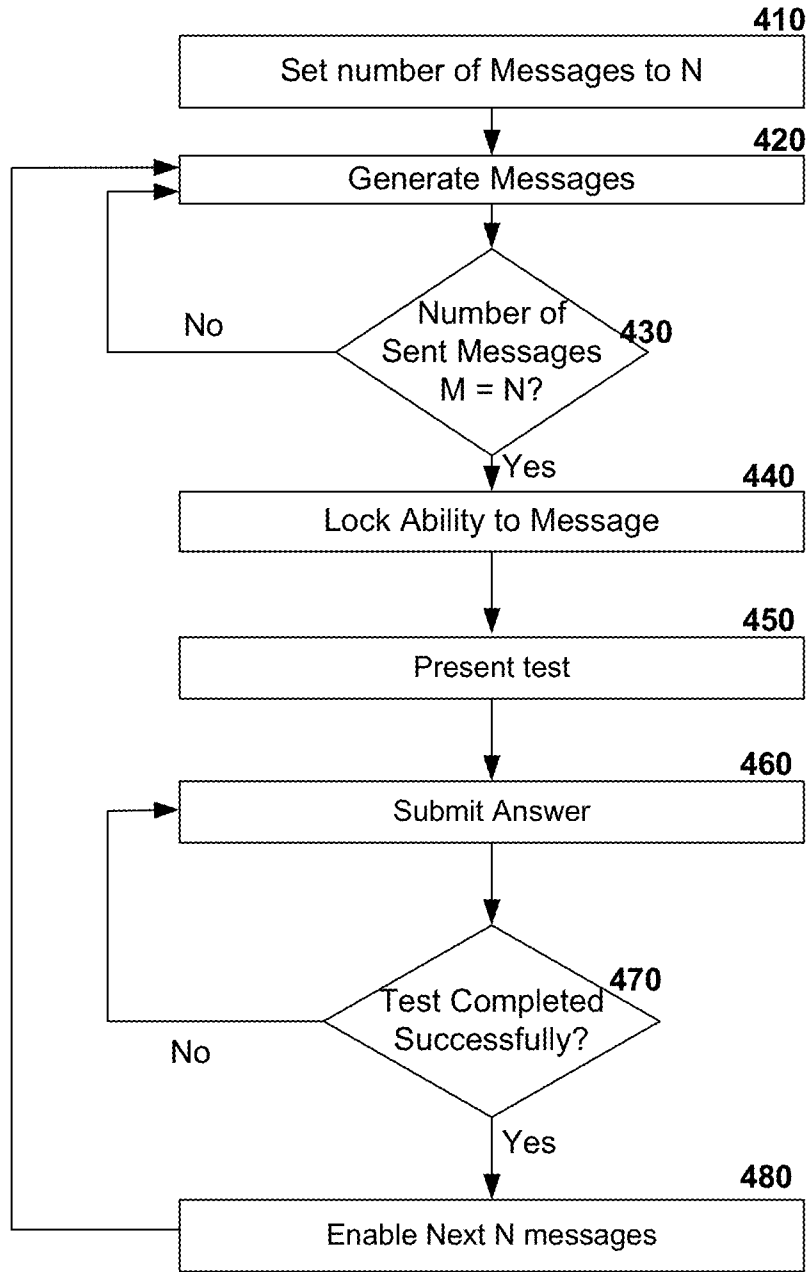 410
Set number of Messages to N
420
Generate Messages
Number of
430
Sent Messages
M = N?
No
Yes
440
Lock Ability to Message
450
Present test
460
Submit Answer
470
Test Completed
Successfully?
No
Yes
480
Enable Next N messages